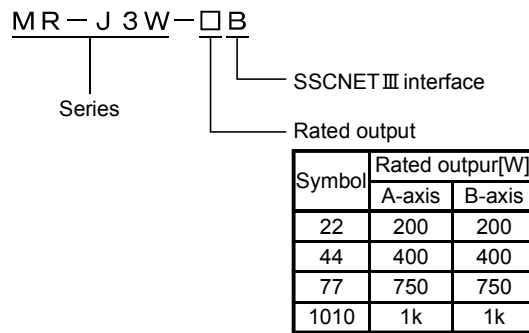 MR-J3W-□B
SSCNETⅢ interface
Series
Rated output
Symbol Rated outpur[W]
A-axis B-axis
22 200 200
44 400 400
77 750 750
1010 1k 1k